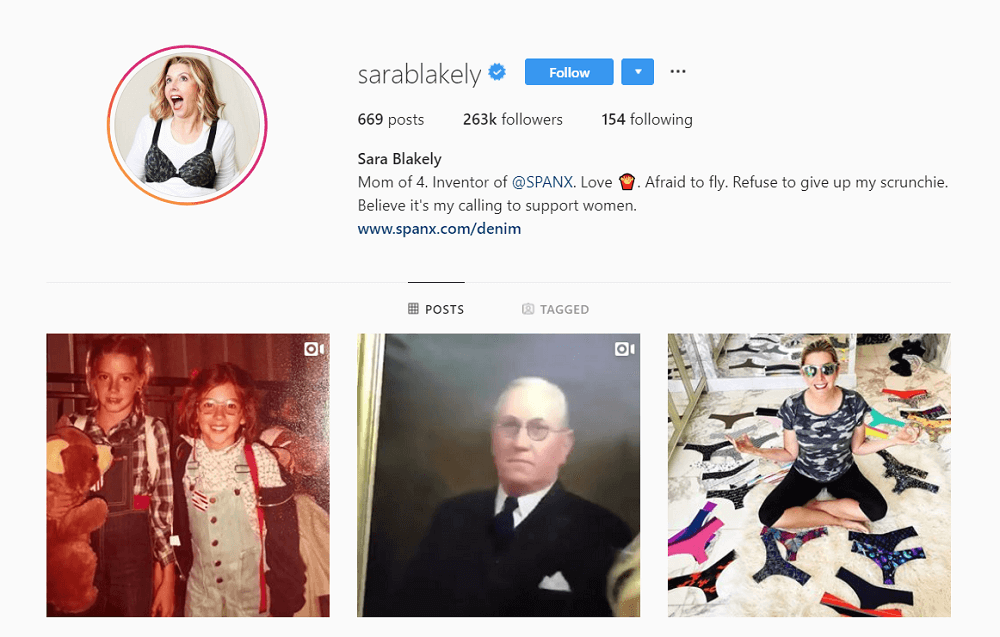 sarablakely Follow
669 posts 263k followers 154 following
Sara Blakely
Mom of 4. Inventor of @SPANX. Love 🍟. Afraid to fly. Refuse to give up my scrunchie.
Believe it's my calling to support women.
www.spanx.com/denim
POSTS TAGGED